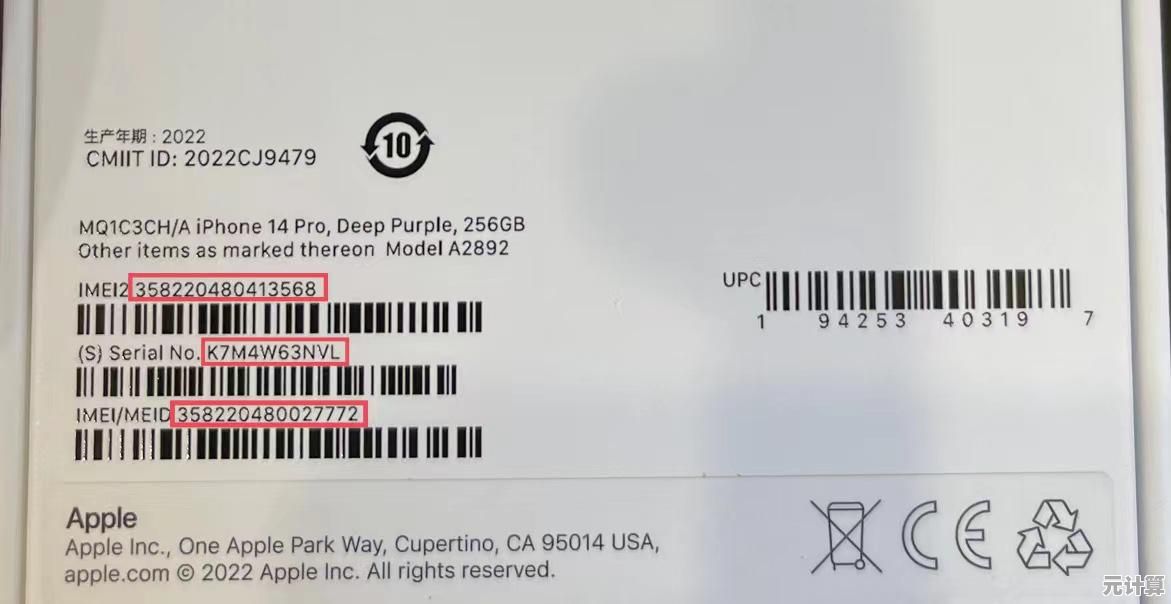 生产年期：2022
CMIIT ID: 2022CJ9479
10
MQ1C3CH/A iPhone 14 Pro, Deep Purple, 256GB
Other items as marked thereon Model A2892
IMEI2 358220480413568
(S) Serial No. K7M4W63NVL
IMEI/MEID 358220480027772
UPC
1 94253 40319 7
Apple
Apple Inc., One Apple Park Way, Cupertino, CA 95014 USA,
apple.com © 2022 Apple Inc. All rights reserved.
CE
元计算